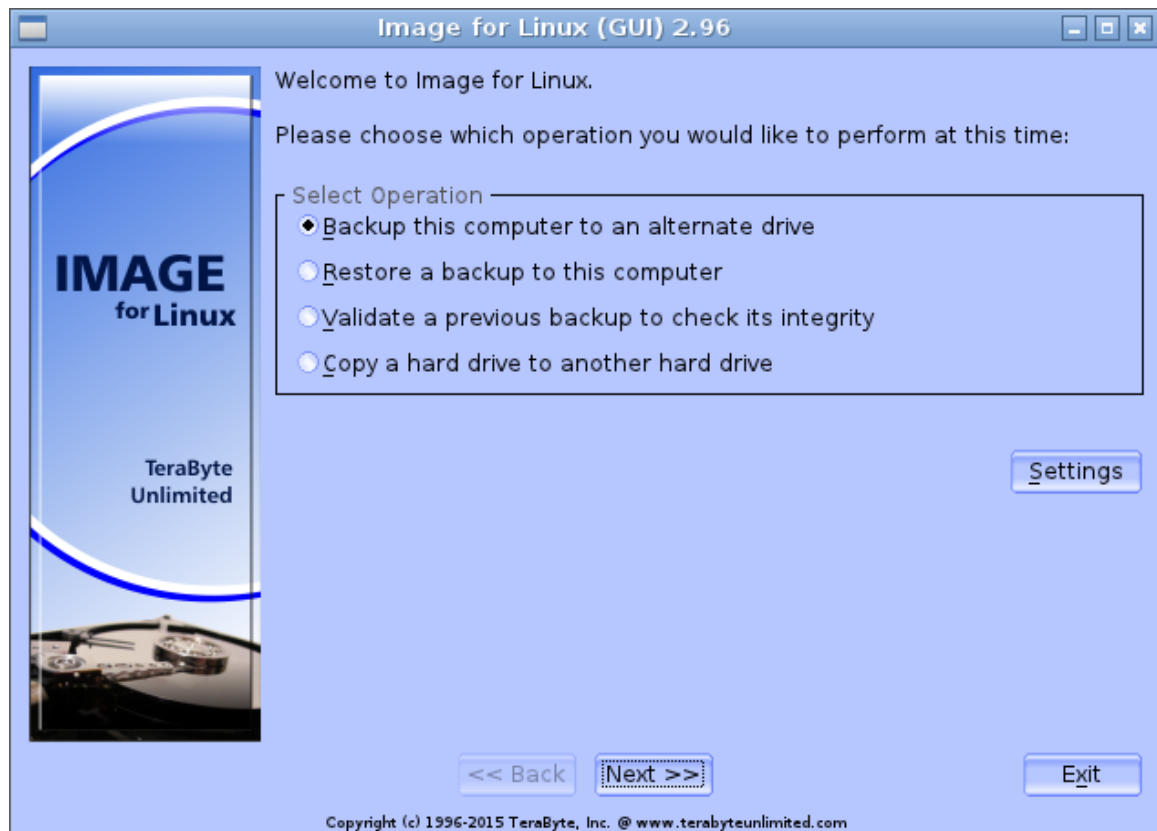 Image for Linux (GUI) 2.96
IMAGE
for Linux
TeraByte
Unlimited
Welcome to Image for Linux.
Please choose which operation you would like to perform at this time:
Select Operation
Backup this computer to an alternate drive
Restore a backup to this computer
Validate a previous backup to check its integrity
Copy a hard drive to another hard drive
Settings
<< Back
Next >>
Exit
Copyright (c) 1996-2015 TeraByte, Inc. @ www.terabyteunlimited.com